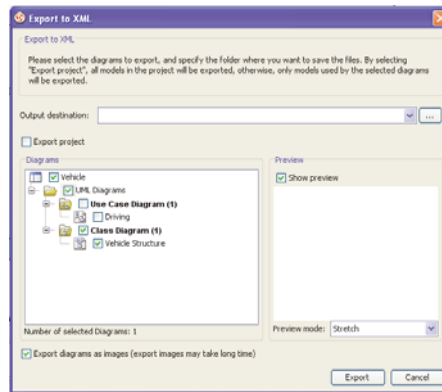 Export to XML
Export to XML
Please select the diagrams to export, and specify the folder where you want to save the files. By selecting
"Export project", all models in the project will be exported, otherwise, only models used by the selected diagrams
will be exported.
Output destination:
...
Export project
Diagrams
Preview
Vehicle
Show preview
UML Diagrams
Use Case Diagram (1)
Driving
Class Diagram (1)
Vehicle Structure
Number of selected Diagrams: 1
Preview mode: Stretch
Export diagrams as images (export images may take long time)
Export Cancel